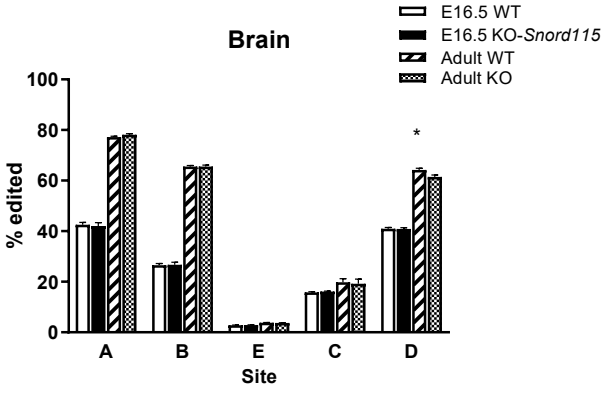 E16.5 WT
E16.5 KO-Snord115
Adult WT
Adult KO
Brain
100
80
60
40
20
0
% edited
*
A B E C D
Site